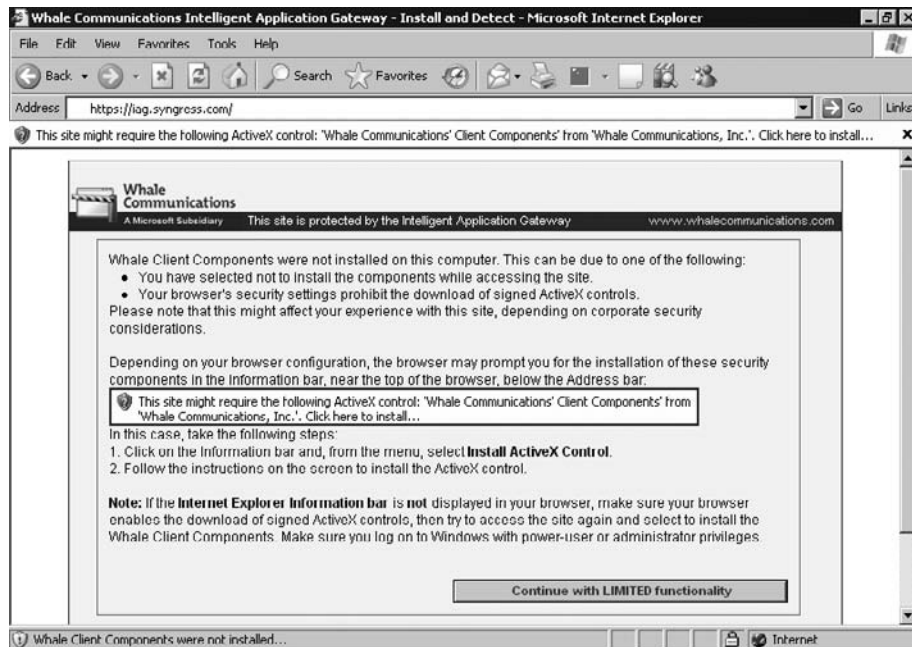 Whale Communications Intelligent Application Gateway - Install and Detect - Microsoft Internet Explorer
File Edit View Favorites Tools Help
Back Search Favorites
Address https://iag.syngress.com/ Go Links
This site might require the following ActiveX control: 'Whale Communications' Client Components' from 'Whale Communications, Inc.'. Click here to install...
Whale
Communications
A Microsoft Subsidiary This site is protected by the Intelligent Application Gateway www.whalecommunications.com
Whale Client Components were not installed on this computer. This can be due to one of the following:
• You have selected not to install the components while accessing the site.
• Your browser's security settings prohibit the download of signed ActiveX controls.
Please note that this might affect your experience with this site, depending on corporate security
considerations.
Depending on your browser configuration, the browser may prompt you for the installation of these security
components in the Information bar, near the top of the browser, below the Address bar:
This site might require the following ActiveX control: 'Whale Communications' Client Components' from
'Whale Communications, Inc.'. Click here to install...
In this case, take the following steps:
1. Click on the Information bar and, from the menu, select Install ActiveX Control.
2. Follow the instructions on the screen to install the ActiveX control.
Note: If the Internet Explorer Information bar is not displayed in your browser, make sure your browser
enables the download of signed ActiveX controls, then try to access the site again and select to install the
Whale Client Components. Make sure you log on to Windows with power-user or administrator privileges.
Continue with LIMITED functionality
Whale Client Components were not installed... Internet